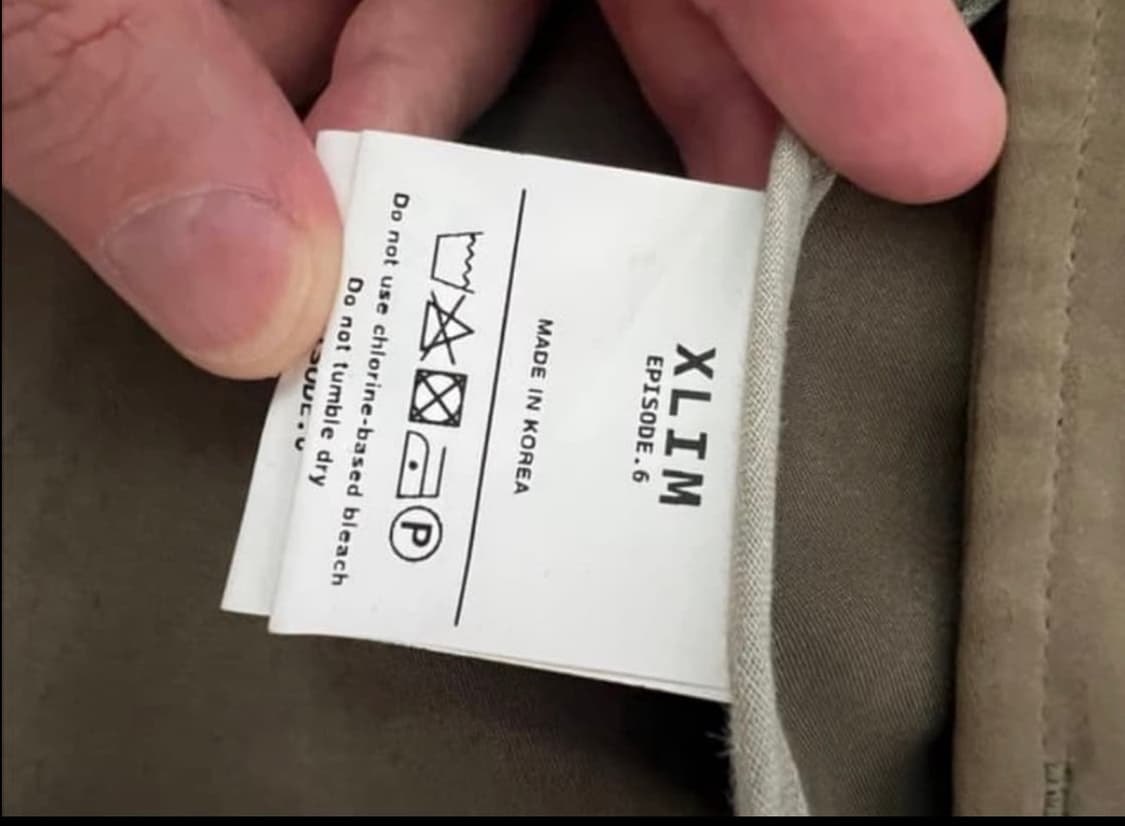 XLIM
EPISODE.6
MADE IN KOREA
P
Do not use chlorine-based bleach
Do not tumble dry